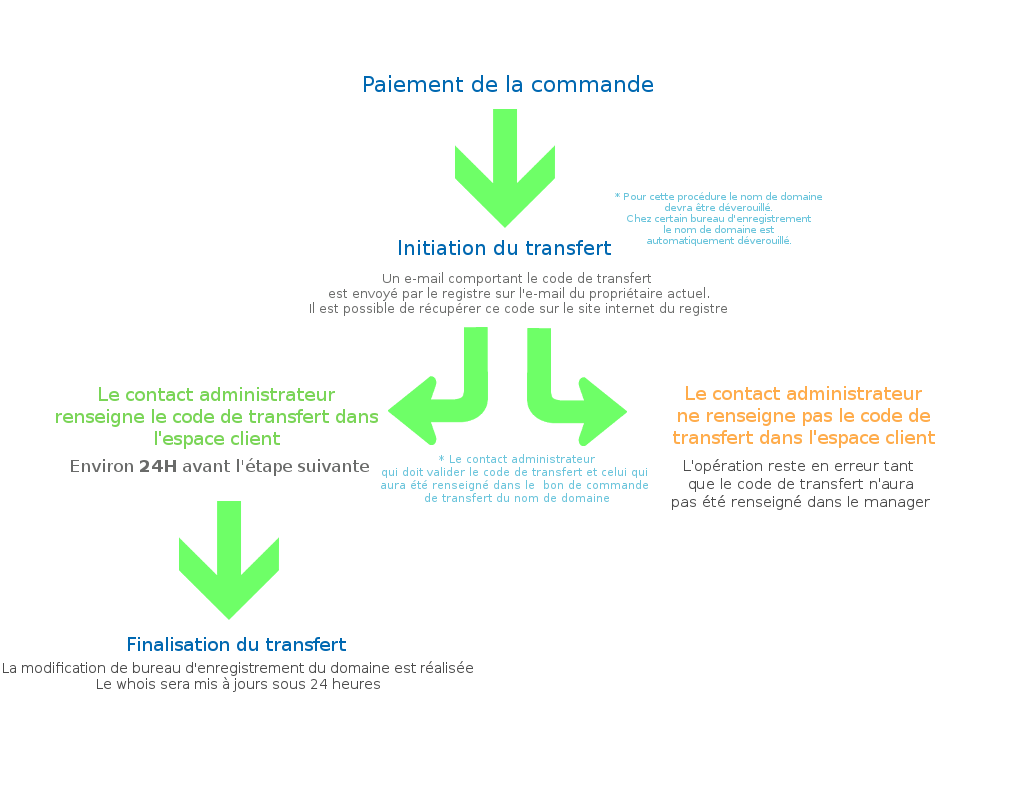 Paiement de la commande
* Pour cette procédure le nom de domaine
devra être déverouillé.
Chez certain bureau d'enregistrement
le nom de domaine est
automatiquement déverouillé.
Initiation du transfert
Un e-mail comportant le code de transfert
est envoyé par le registre sur l'e-mail du propriétaire actuel.
Il est possible de récupérer ce code sur le site internet du registre
Le contact administrateur
renseigne le code de transfert dans
l'espace client
Environ 24H avant l'étape suivante
* Le contact administrateur
qui doit valider le code de transfert et celui qui
aura été renseigné dans le bon de commande
de transfert du nom de domaine
Le contact administrateur
ne renseigne pas le code de
transfert dans l'espace client
L'opération reste en erreur tant
que le code de transfert n'aura
pas été renseigné dans le manager
Finalisation du transfert
La modification de bureau d'enregistrement du domaine est réalisée
Le whois sera mis à jours sous 24 heures